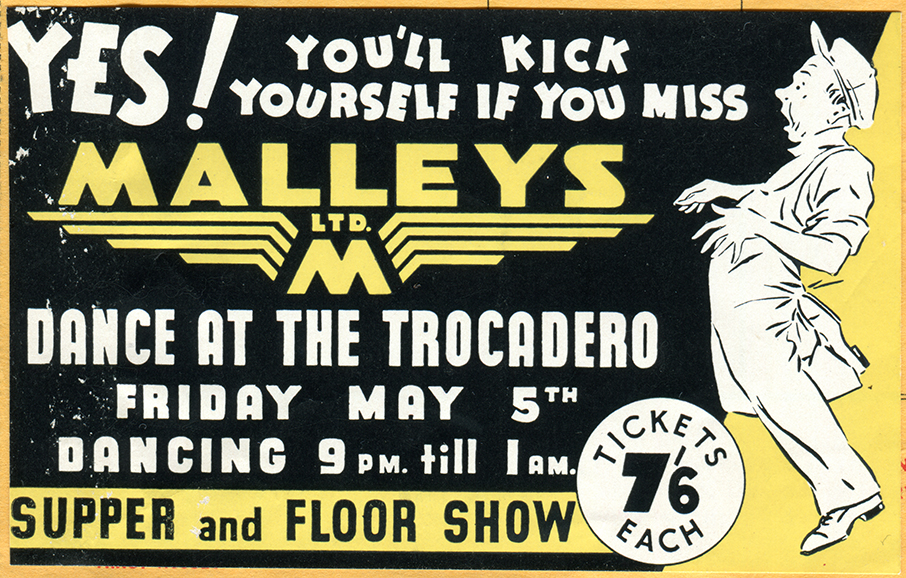 YES! YOU'LL KICK
YOURSELF IF YOU MISS
MALLEYS
LTD.
M
DANCE AT THE TROCADERO
FRIDAY MAY 5TH
DANCING 9 PM. till 1 AM.
SUPPER and FLOOR SHOW
TICKETS
7/6
EACH